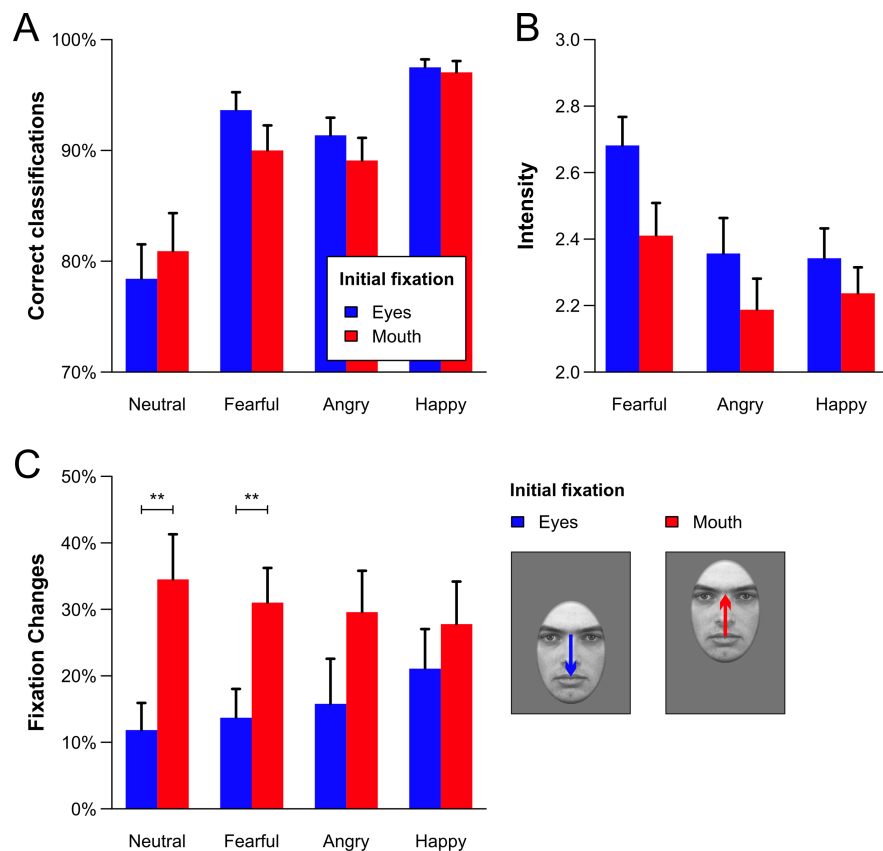 A
Correct classifications
100%
90%
80%
70%
Neutral Fearful Angry Happy
Initial fixation
Eyes
Mouth
B
Intensity
3.0
2.8
2.6
2.4
2.2
2.0
Fearful Angry Happy
C
Fixation Changes
50%
40%
30%
20%
10%
0%
** **
Neutral Fearful Angry Happy
Initial fixation
Eyes Mouth